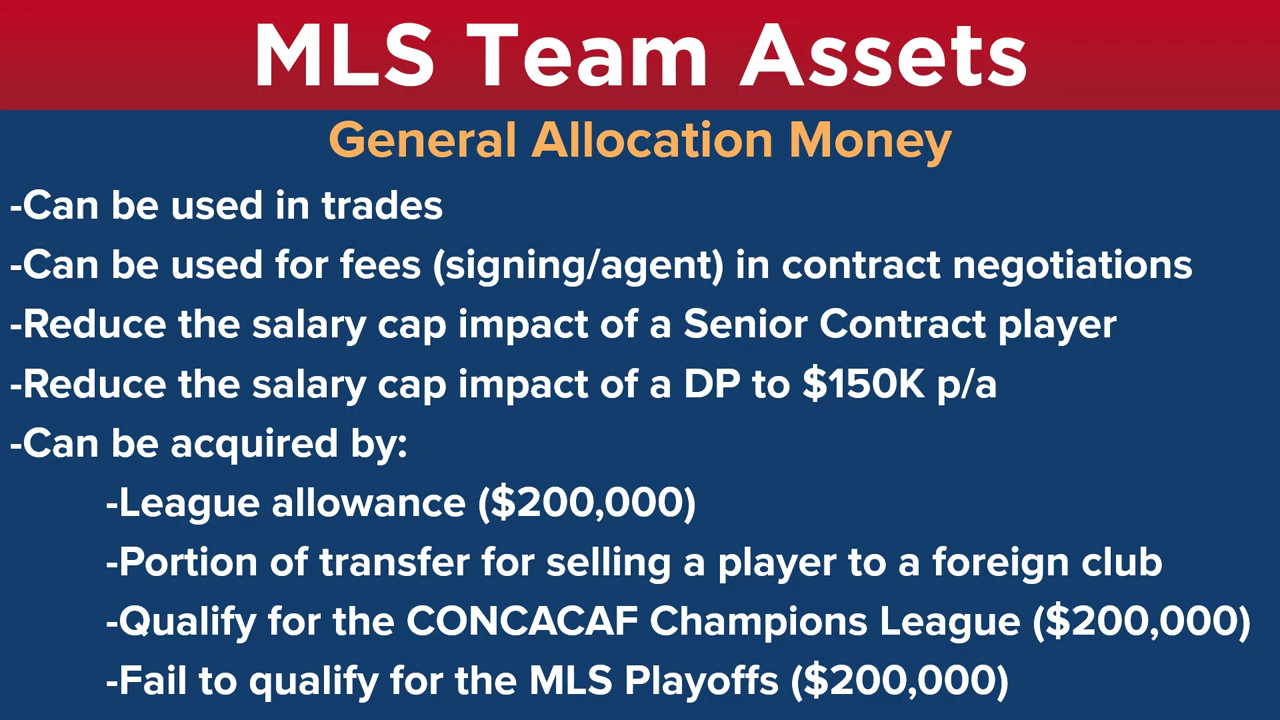 MLS Team Assets
General Allocation Money
-Can be used in trades
-Can be used for fees (signing/agent) in contract negotiations
-Reduce the salary cap impact of a Senior Contract player
-Reduce the salary cap impact of a DP to $150K p/a
-Can be acquired by:
-League allowance ($200,000)
-Portion of transfer for selling a player to a foreign club
-Qualify for the CONCACAF Champions League ($200,000)
-Fail to qualify for the MLS Playoffs ($200,000)